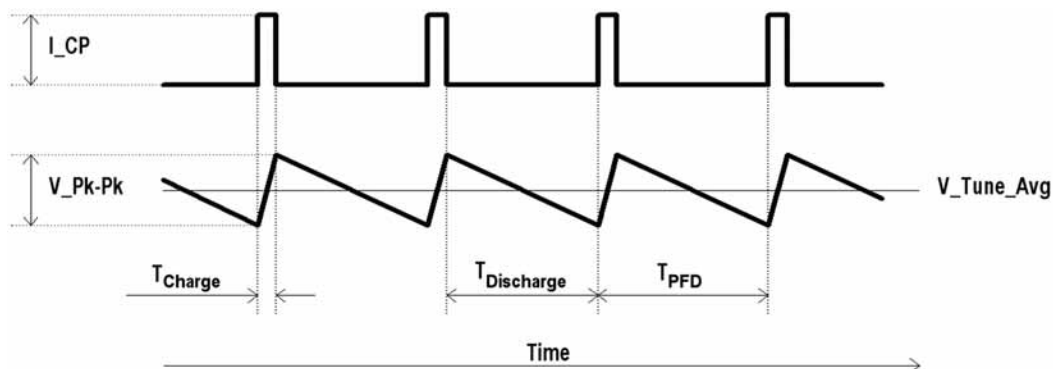 I_CP
V_Pk-Pk
V_Tune_Avg
TCharge
TDischarge
TPFD
Time